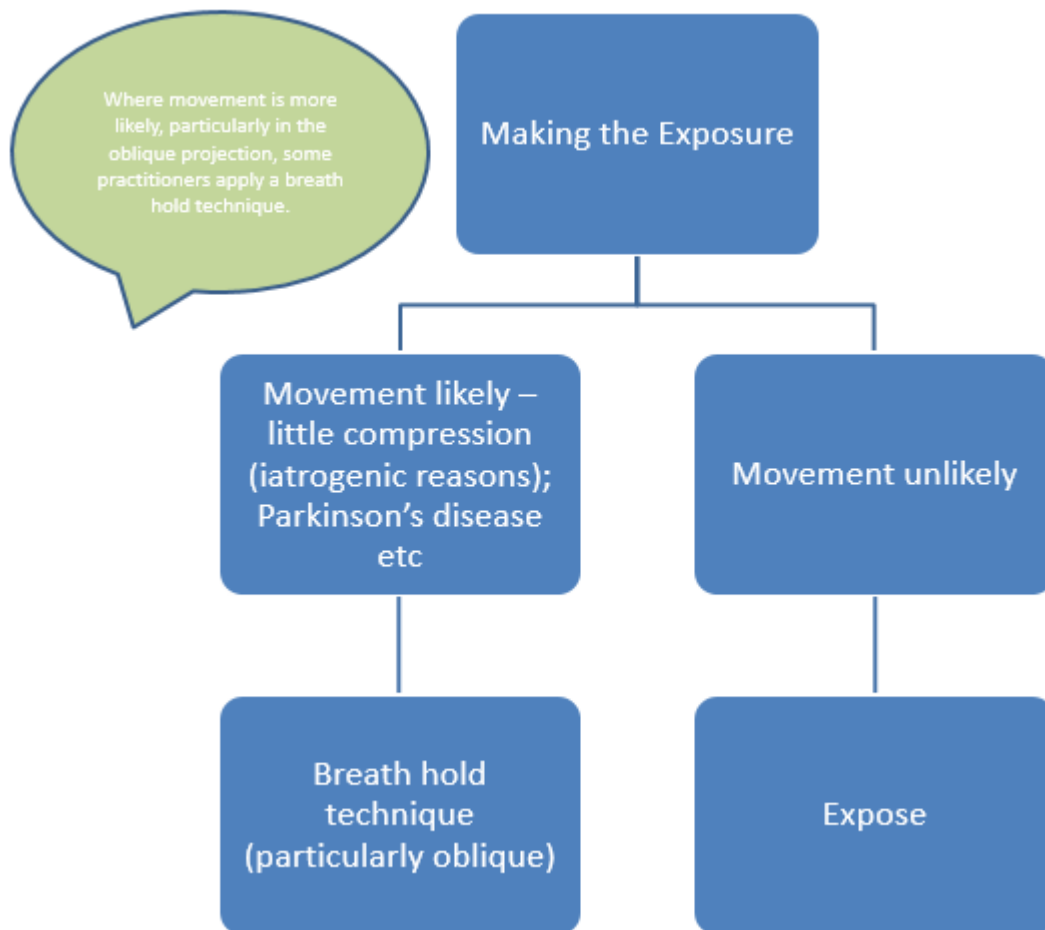 Where movement is more
likely, particularly in the
oblique projection, some
practitioners apply a breath
hold technique.
Making the Exposure
Movement likely –
little compression
(iatrogenic reasons);
Parkinson’s disease
etc
Movement unlikely
Breath hold
technique
(particularly oblique)
Expose